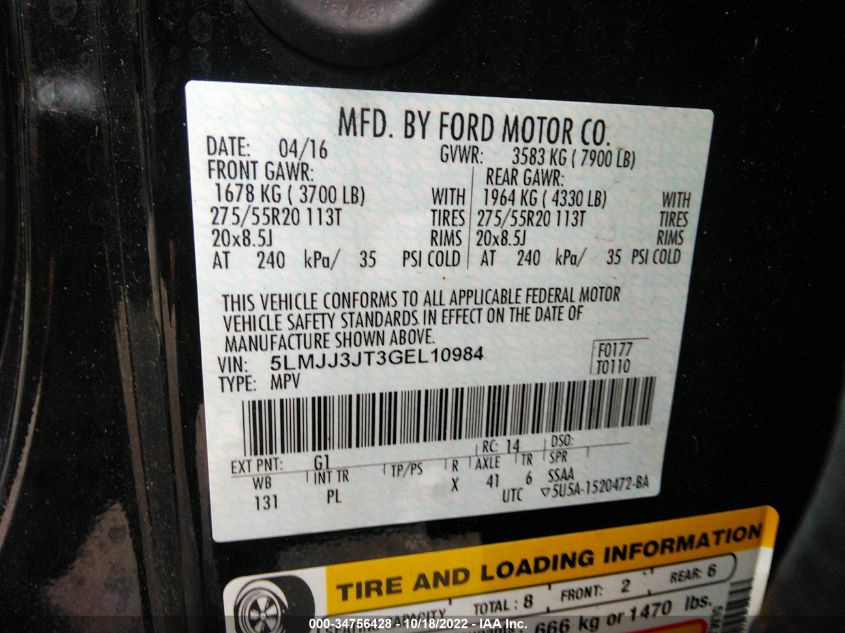 MFD. BY FORD MOTOR CO.
DATE: 04/16 GVWR: 3583 KG ( 7900 LB)
FRONT GAWR: REAR GAWR:
1678 KG ( 3700 LB) WITH 1964 KG ( 4330 LB) WITH
275/55R20 113T TIRES 275/55R20 113T TIRES
20x8.5J RIMS 20x8.5J RIMS
AT 240 kPa/ 35 PSI COLD AT 240 kPa/ 35 PSI COLD
THIS VEHICLE CONFORMS TO ALL APPLICABLE FEDERAL MOTOR
VEHICLE SAFETY STANDARDS IN EFFECT ON THE DATE OF
MANUFACTURE SHOWN ABOVE.
VIN: 5LMJJ3JT3GEL10984 F0177
TYPE: MPV T0110
EXT PNT: G1 RC: 14 DSO:
WB INT TR TP/PS R AXLE TR SPR
131 PL X 41 6 SSAA
UTC ▽5U5A-1520472-BA
TIRE AND LOADING INFORMATION
SEATING CAPACITY TOTAL : 8 FRONT: 2 REAR: 6
666 kg or 1470 lbs.
000-34756428 - 10/18/2022 - IAA Inc.